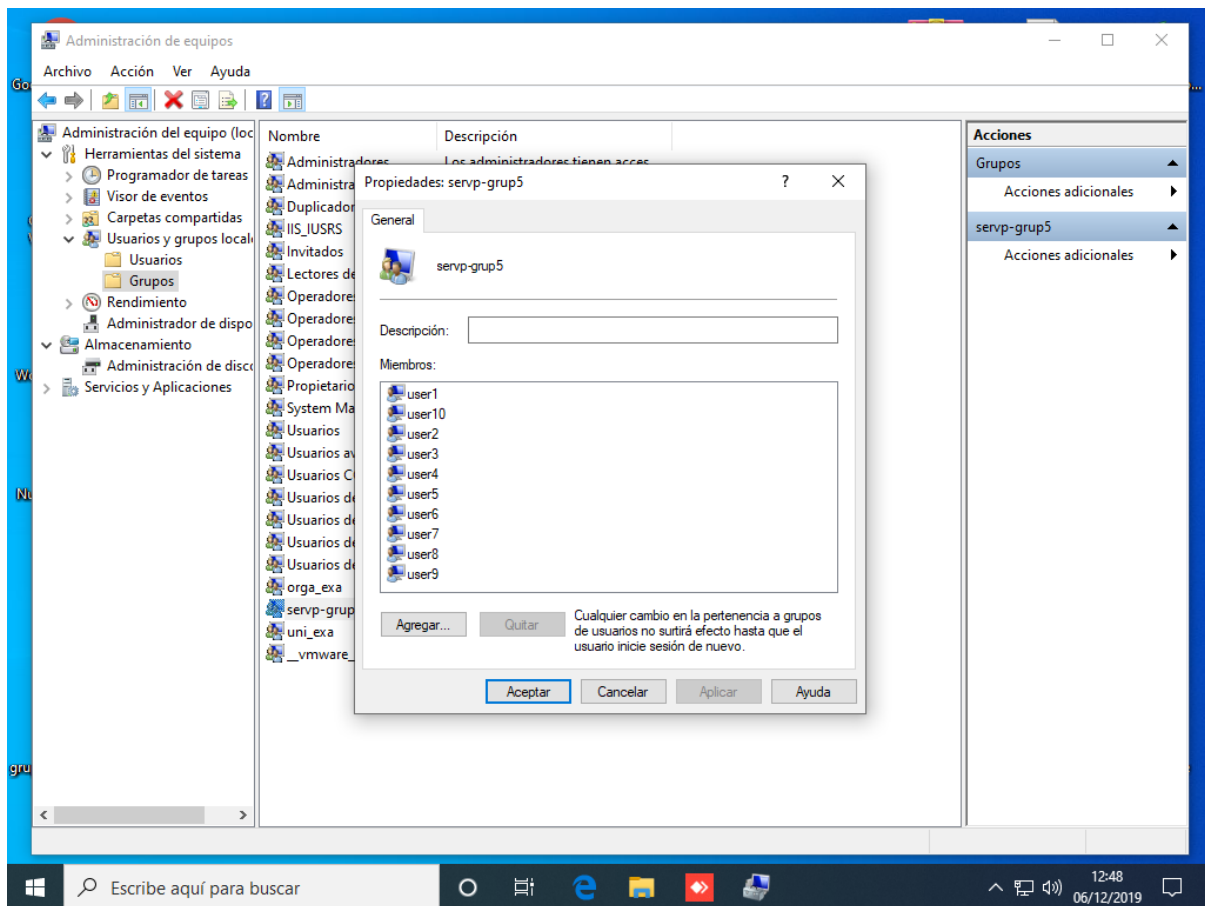 Administración de equipos
Archivo Acción Ver Ayuda
Administración del equipo (loc
Herramientas del sistema
Programador de tareas
Visor de eventos
Carpetas compartidas
Usuarios y grupos locale
Usuarios
Grupos
Rendimiento
Administrador de dispo
Almacenamiento
Administración de disco
Servicios y Aplicaciones
Nombre Descripción
Administradores Los administradores tienen acces
Administra
Duplicador
IIS_IUSRS
Invitados
Lectores de
Operadores
Operadores
Operadores
Operadores
Propietario
System Ma
Usuarios
Usuarios av
Usuarios C
Usuarios de
Usuarios de
Usuarios de
Usuarios de
orga_exa
servp-grup
uni_exa
__vmware_
Propiedades: servp-grup5 ?
General
servp-grup5
Descripción:
Miembros:
user1
user10
user2
user3
user4
user5
user6
user7
user8
user9
Agregar... Quitar
Cualquier cambio en la pertenencia a grupos
de usuarios no surtirá efecto hasta que el
usuario inicie sesión de nuevo.
Aceptar Cancelar Aplicar Ayuda
Acciones
Grupos
Acciones adicionales
servp-grup5
Acciones adicionales
Escribe aquí para buscar
12:48
06/12/2019